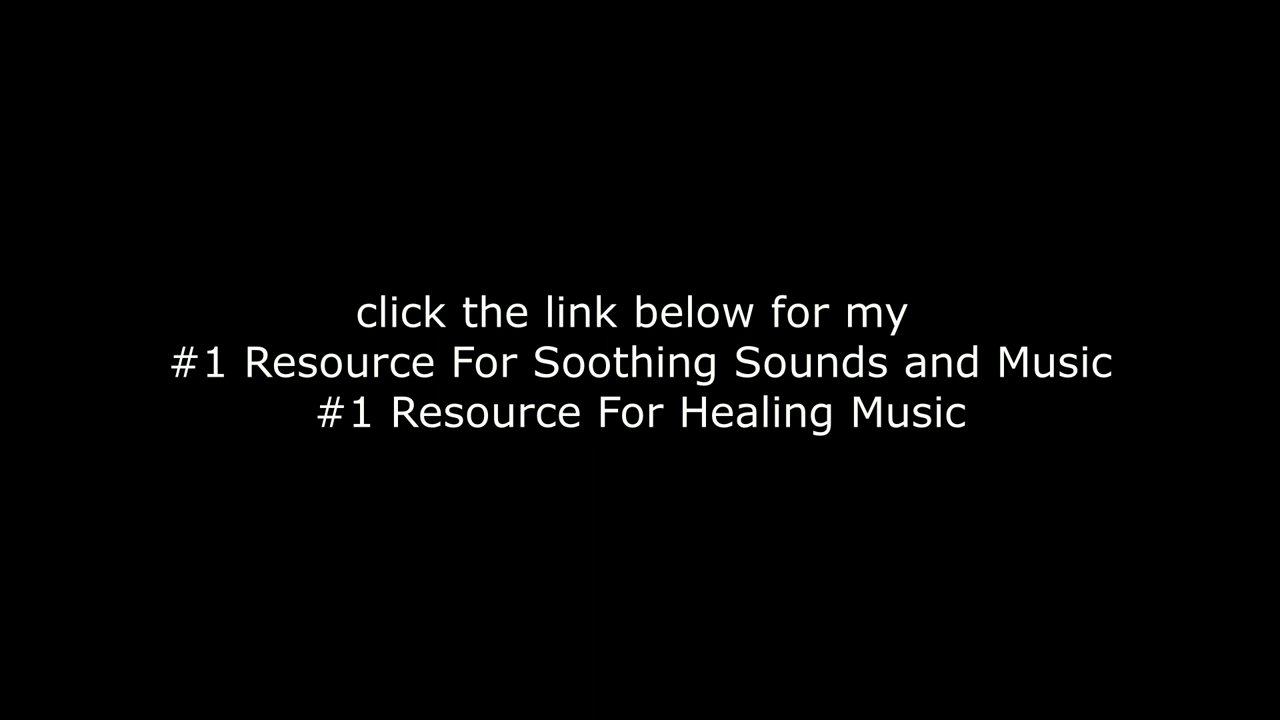 click the link below for my
#1 Resource For Soothing Sounds and Music
#1 Resource For Healing Music